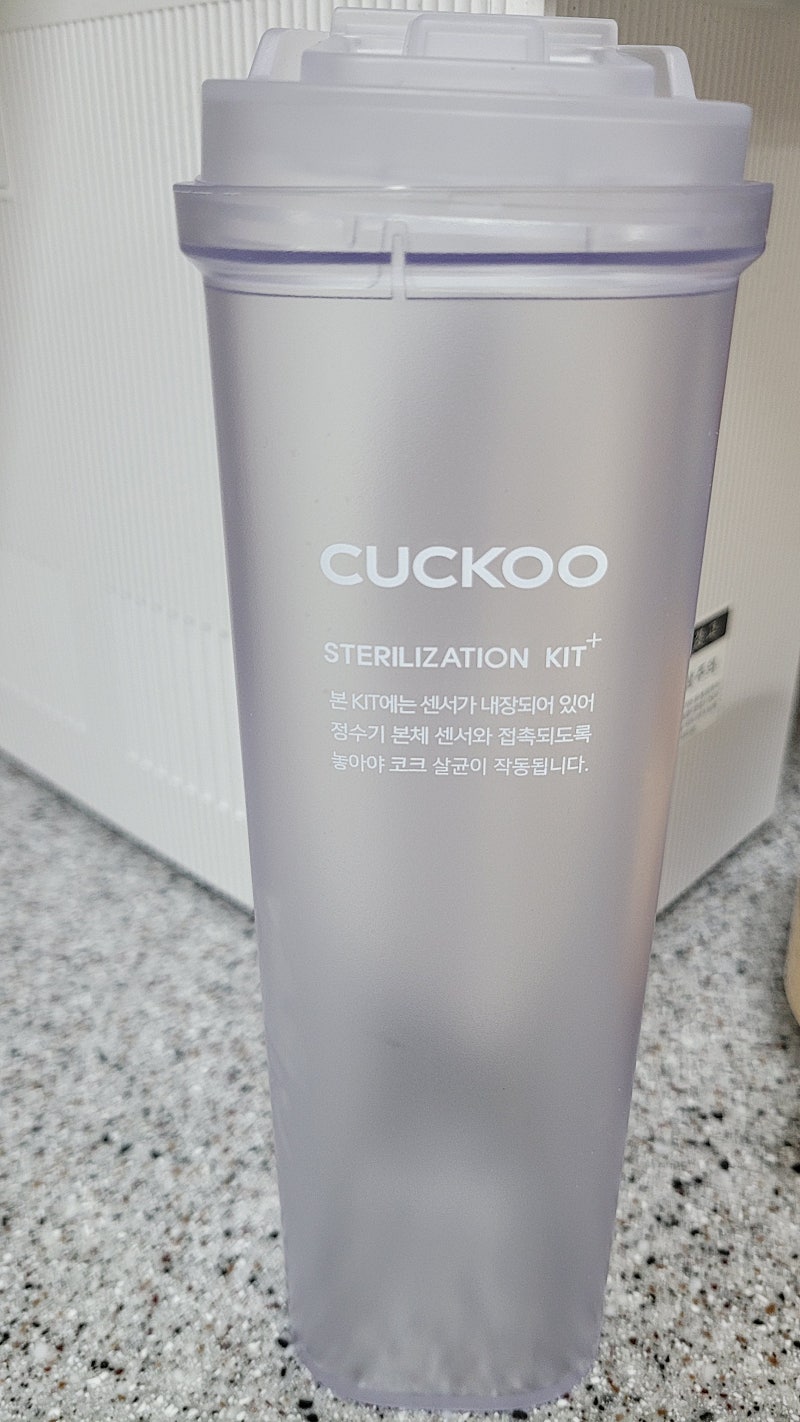 CUCKOO
STERILIZATION KIT+
본 KIT에는 센서가 내장되어 있어
정수기 본체 센서와 접촉되도록
놓아야 코크 살균이 작동됩니다.